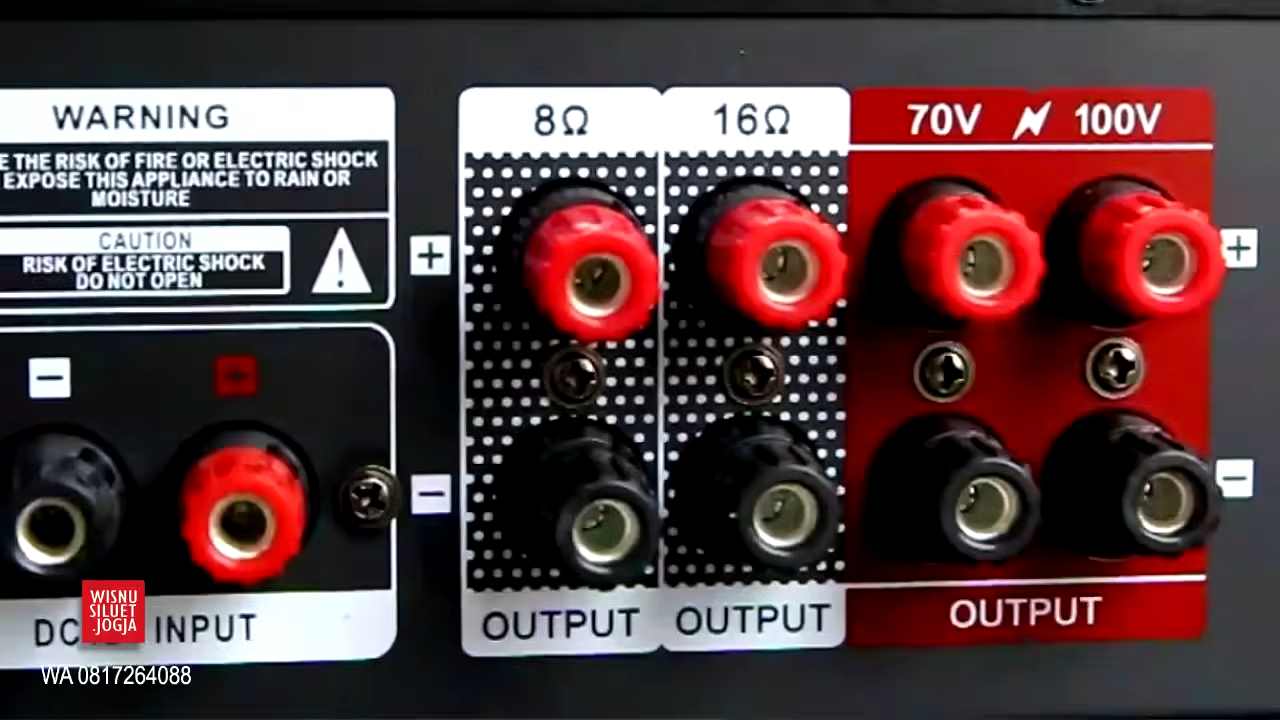 WARNING
E THE RISK OF FIRE OR ELECTRIC SHOCK
EXPOSE THIS APPLIANCE TO RAIN OR
MOISTURE
CAUTION
RISK OF ELECTRIC SHOCK
DO NOT OPEN
!
8Ω
16Ω
70V
100V
+
+
-
+
-
-
DC
INPUT
OUTPUT
OUTPUT
OUTPUT
WISNU
SILUET
.JOGJA
WA 0817264088